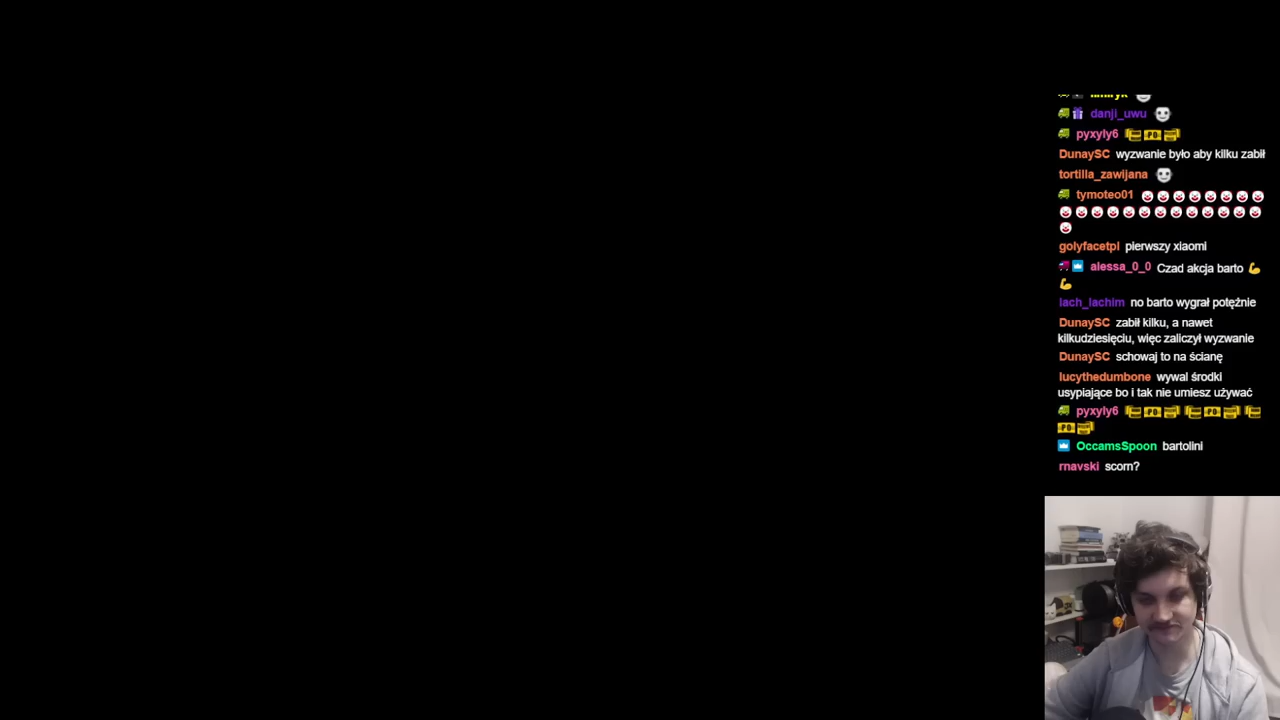 danji_uwu
pyxyly6
DunaySC wyzwanie było aby kilku zabił
tortilla_zawijana
tymoteo01
golyfacetpl pierwszy xiaomi
alessa_0_0 Czad akcja barto
lach_lachim no barto wygrał potężnie
DunaySC zabił kilku, a nawet
kilkudziesięciu, więc zaliczył wyzwanie
DunaySC schowaj to na ścianę
lucythedumbone wywal środki
usypiające bo i tak nie umiesz używać
pyxyly6
OccamsSpoon bartolini
rnavski scorn?